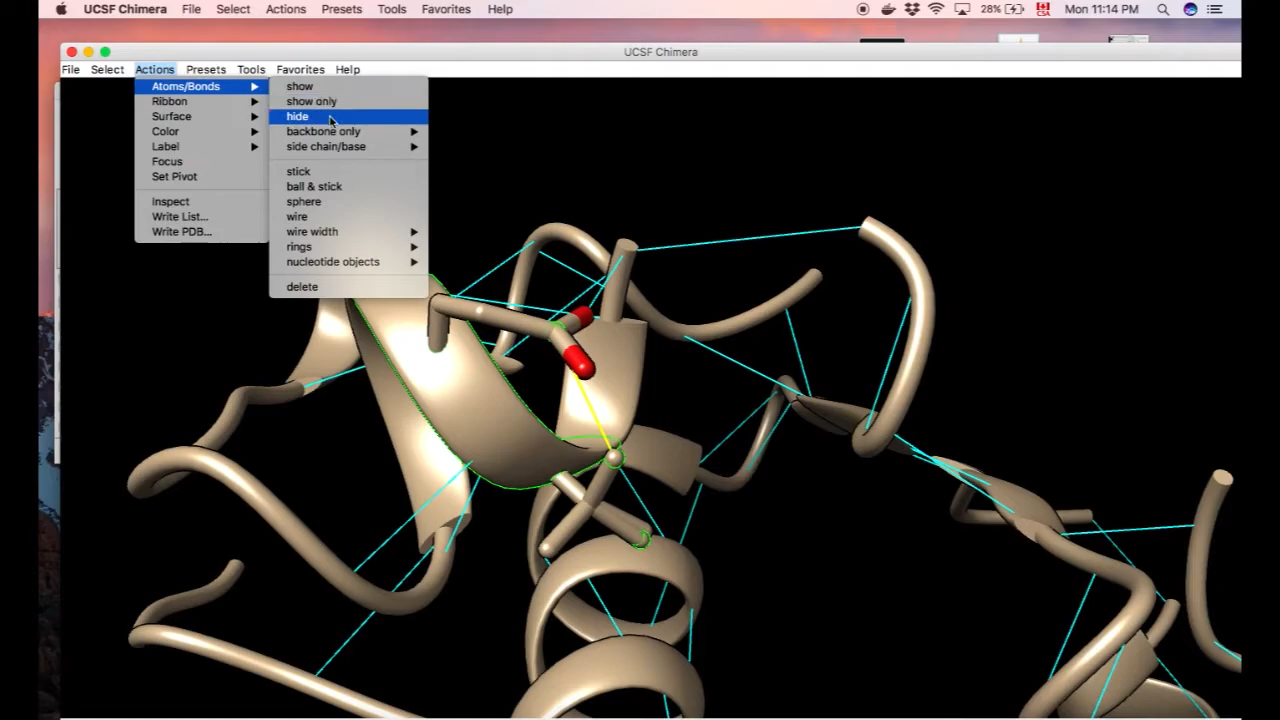 UCSF Chimera File Select Actions Presets Tools Favorites Help 28% CSA Mon 11:14 PM
UCSF Chimera
File Select Actions Presets Tools Favorites Help
Atoms/Bonds
Ribbon
Surface
Color
Label
Focus
Set Pivot
Inspect
Write List...
Write PDB...
show
show only
hide
backbone only
side chain/base
stick
ball & stick
sphere
wire
wire width
rings
nucleotide objects
delete